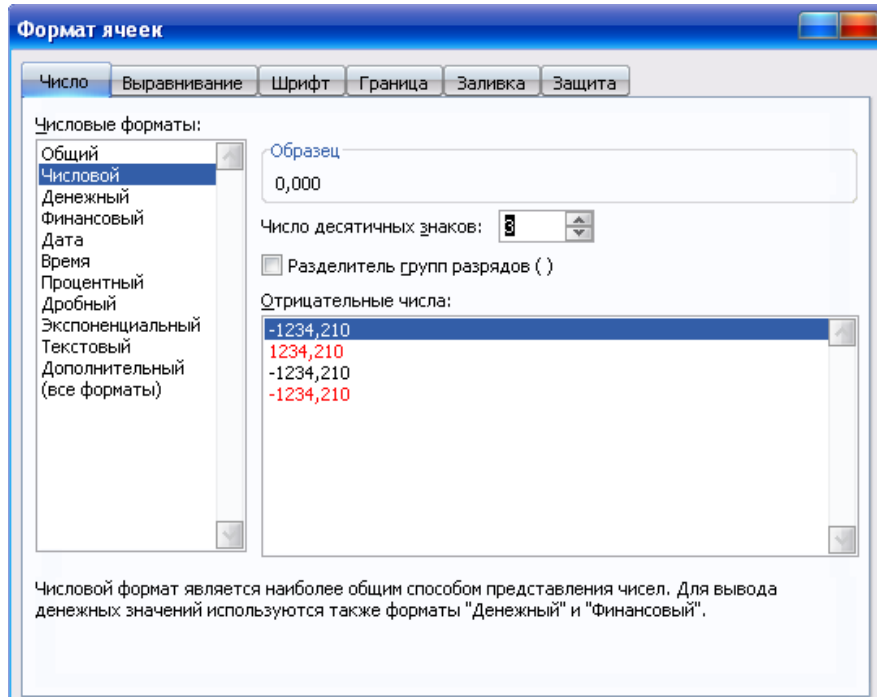 Формат ячеек
Число Выравнивание Шрифт Граница Заливка Защита
Числовые форматы:
Общий
Числовой
Денежный
Финансовый
Дата
Время
Процентный
Дробный
Экспоненциальный
Текстовый
Дополнительный
(все форматы)
Образец
0,000
Число десятичных знаков: 3
Разделитель групп разрядов ( )
Отрицательные числа:
-1234,210
1234,210
-1234,210
-1234,210
Числовой формат является наиболее общим способом представления чисел. Для вывода
денежных значений используются также форматы "Денежный" и "Финансовый".